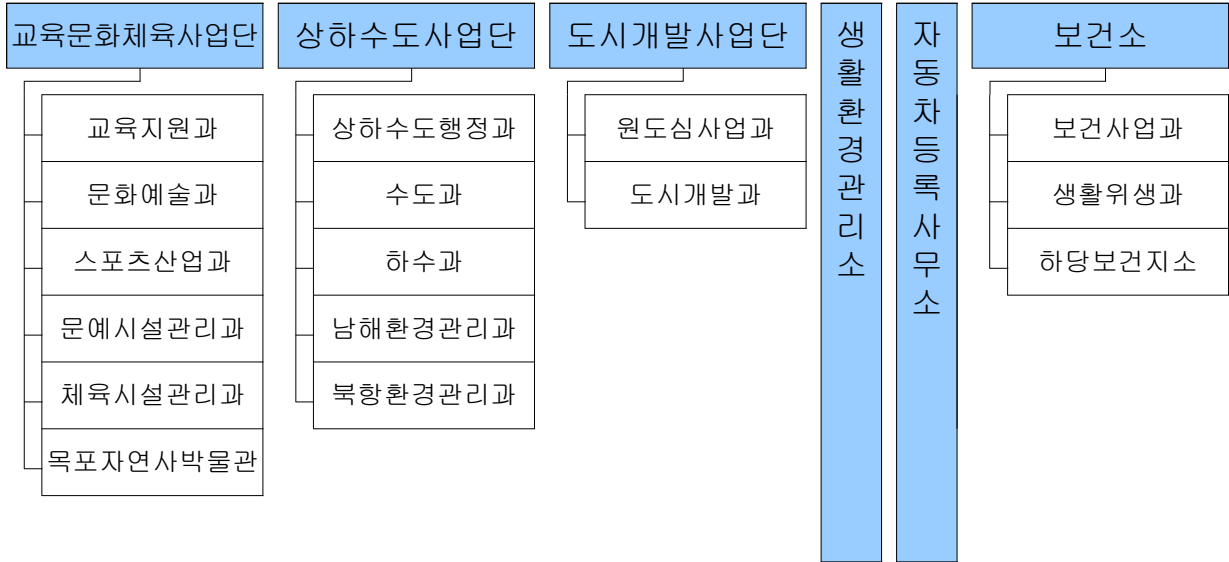 교육문화체육사업단
교육지원과
문화예술과
스포츠산업과
문예시설관리과
체육시설관리과
목포자연사박물관
상하수도사업단
상하수도행정과
수도과
하수과
남해환경관리과
북항환경관리과
도시개발사업단
원도심사업과
도시개발과
생활환경관리소
자동차등록사무소
보건소
보건사업과
생활위생과
하당보건지소